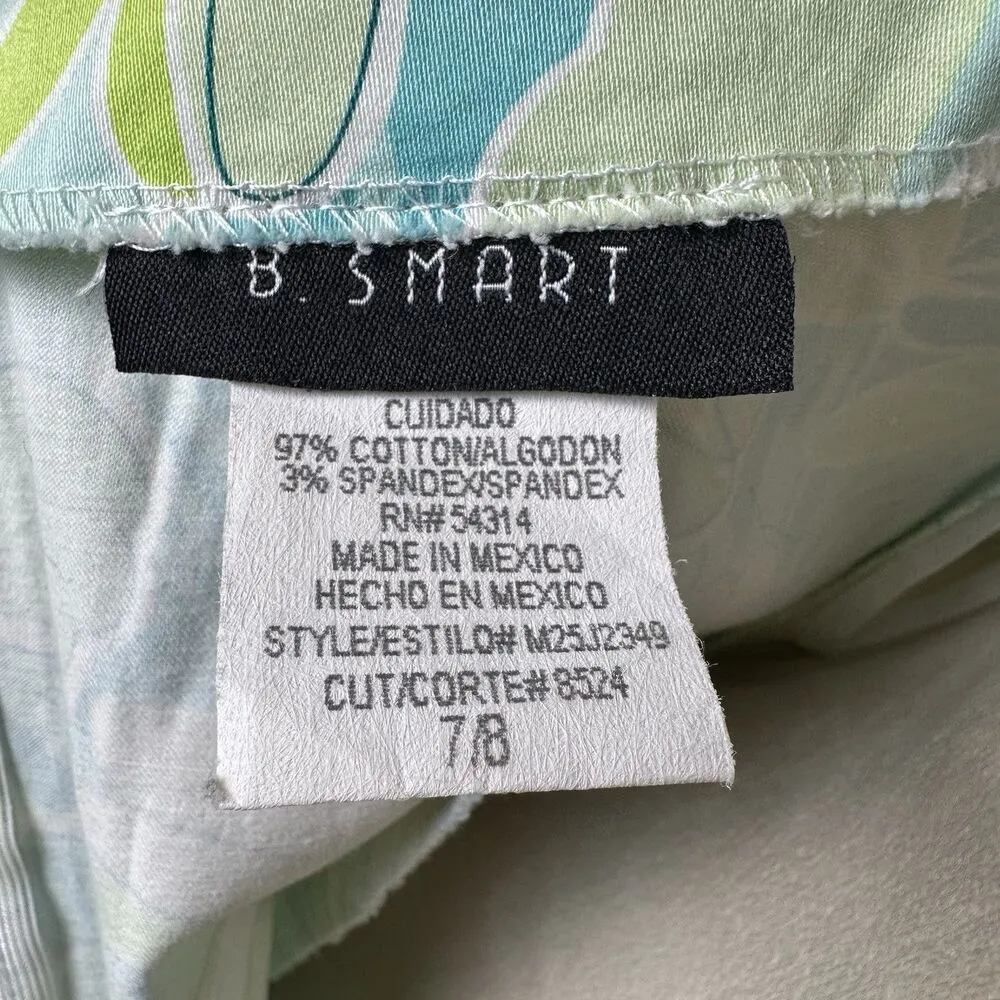 B. SMART
CUIDADO
97% COTTON/ALGODON
3% SPANDEX/SPANDEX
RN# 54314
MADE IN MEXICO
HECHO EN MEXICO
STYLE/ESTILO# M25J2349
CUT/CORTE# 8524
7/8